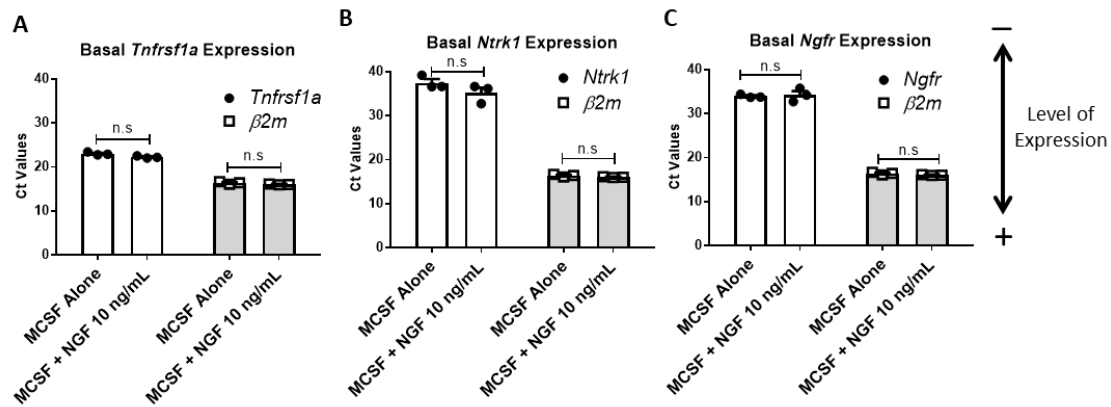 A
Basal Tnfrsf1a Expression
Ct Values
40
30
20
10
0
n.s
n.s
Tnfrsf1a
β2m
MCSF Alone
MCSF + NGF 10 ng/mL
MCSF Alone
MCSF + NGF 10 ng/mL
B
Basal Ntrk1 Expression
Ct Values
40
30
20
10
0
n.s
n.s
Ntrk1
β2m
MCSF Alone
MCSF + NGF 10 ng/mL
MCSF Alone
MCSF + NGF 10 ng/mL
C
Basal Ngfr Expression
Ct Values
40
30
20
10
0
n.s
n.s
Ngfr
β2m
MCSF Alone
MCSF + NGF 10 ng/mL
MCSF Alone
MCSF + NGF 10 ng/mL
−
Level of
Expression
+